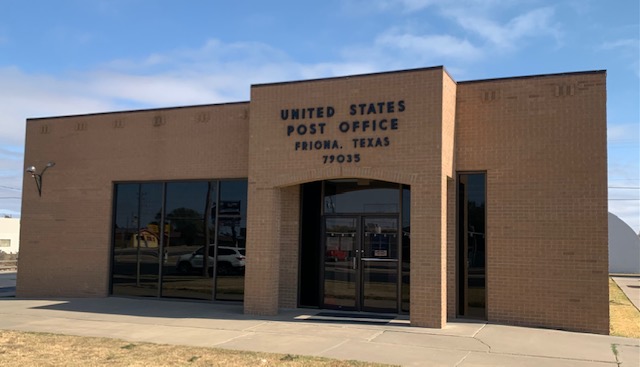 UNITED STATES
POST OFFICE
FRIONA, TEXAS
79035